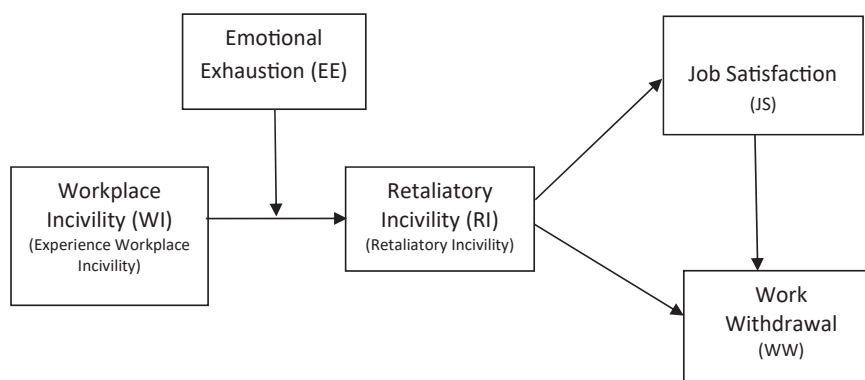 Emotional
Exhaustion (EE)
Job Satisfaction
(JS)
Workplace
Incivility (WI)
(Experience Workplace
Incivility)
Retaliatory
Incivility (RI)
(Retaliatory Incivility)
Work
Withdrawal
(WW)